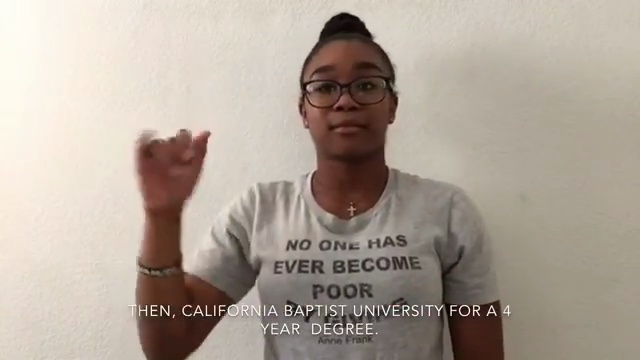 NO ONE HAS
EVER BECOME
POOR
Anne Frank
THEN, CALIFORNIA BAPTIST UNIVERSITY FOR A 4
YEAR DEGREE.